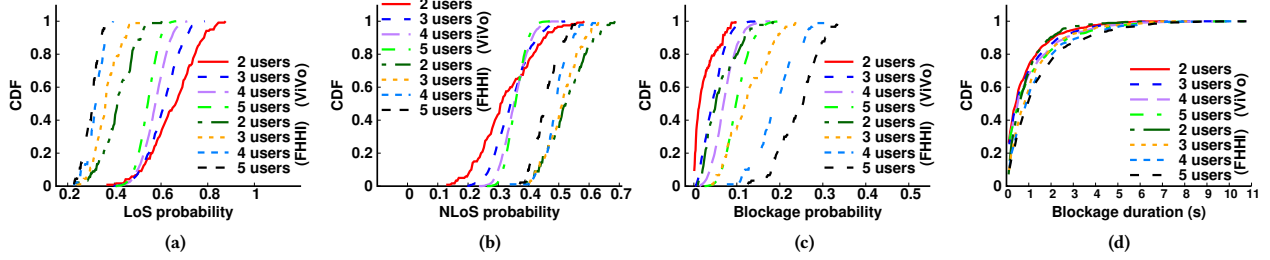 CDF
1
0.8
0.6
0.4
0.2
0
0.2
0.4
0.6
0.8
1
LoS probability
2 users
3 users
4 users
5 users
2 users
3 users
4 users
5 users
(ViVo)
(FHHI)
(a)
CDF
1
0.8
0.6
0.4
0.2
0
0
0.1
0.2
0.3
0.4
0.5
0.6
0.7
NLoS probability
2 users
3 users
4 users
5 users
2 users
3 users
4 users
5 users
(ViVo)
(FHHI)
(b)
CDF
1
0.8
0.6
0.4
0.2
0
0
0.1
0.2
0.3
0.4
0.5
Blockage probability
2 users
3 users
4 users
5 users
2 users
3 users
4 users
5 users
(ViVo)
(FHHI)
(c)
CDF
1
0.8
0.6
0.4
0.2
0
0
1
2
3
4
5
6
7
8
9
10
11
Blockage duration (s)
2 users
3 users
4 users
5 users
2 users
3 users
4 users
5 users
(ViVo)
(FHHI)
(d)